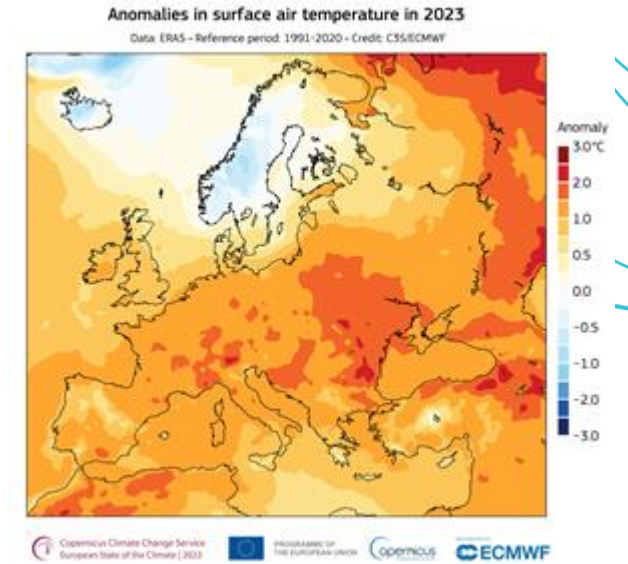 Anomalies in surface air temperature in 2023
Data: ERA5 – Reference period: 1991–2020 – Credit: C3S/ECMWF
Anomaly
3.0°C
2.0
1.0
0.5
0.0
-0.5
-1.0
-2.0
-3.0
Copernicus Climate Change Service
European State of the Climate | 2023
PROGRAMME OF
THE EUROPEAN UNION
opernicus
ECMWF